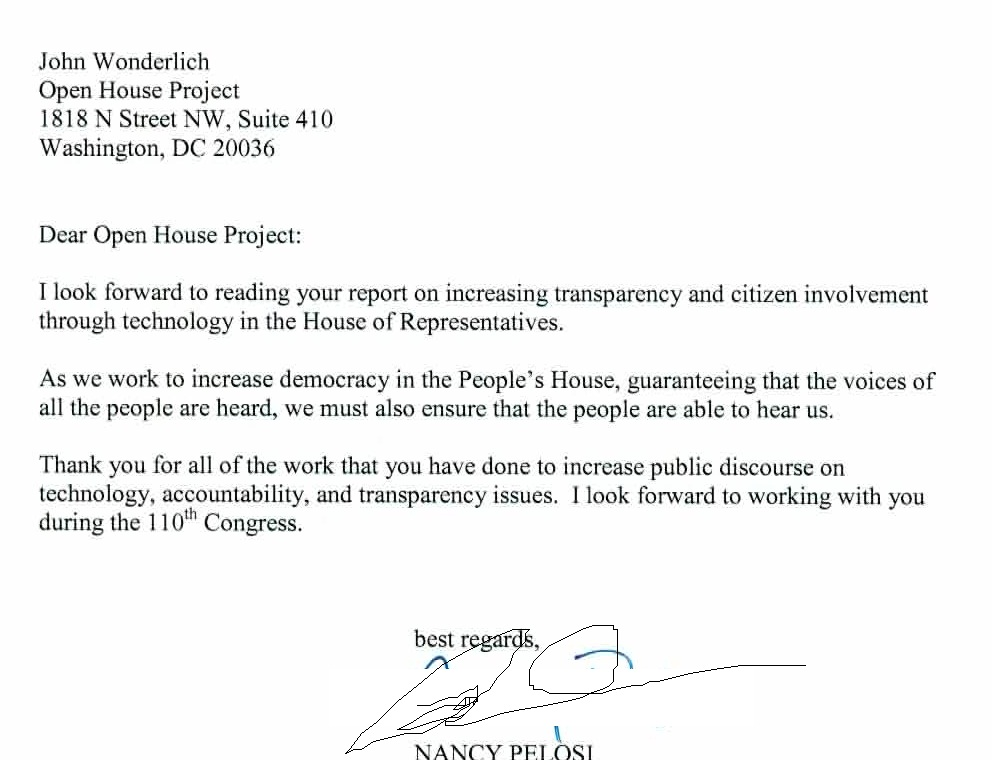 John Wonderlich
Open House Project
1818 N Street NW, Suite 410
Washington, DC 20036
Dear Open House Project:
I look forward to reading your report on increasing transparency and citizen involvement
through technology in the House of Representatives.
As we work to increase democracy in the People's House, guaranteeing that the voices of
all the people are heard, we must also ensure that the people are able to hear us.
Thank you for all of the work that you have done to increase public discourse on
technology, accountability, and transparency issues.  I look forward to working with you
during the 110th Congress.
best regards,
NANCY PELOSI